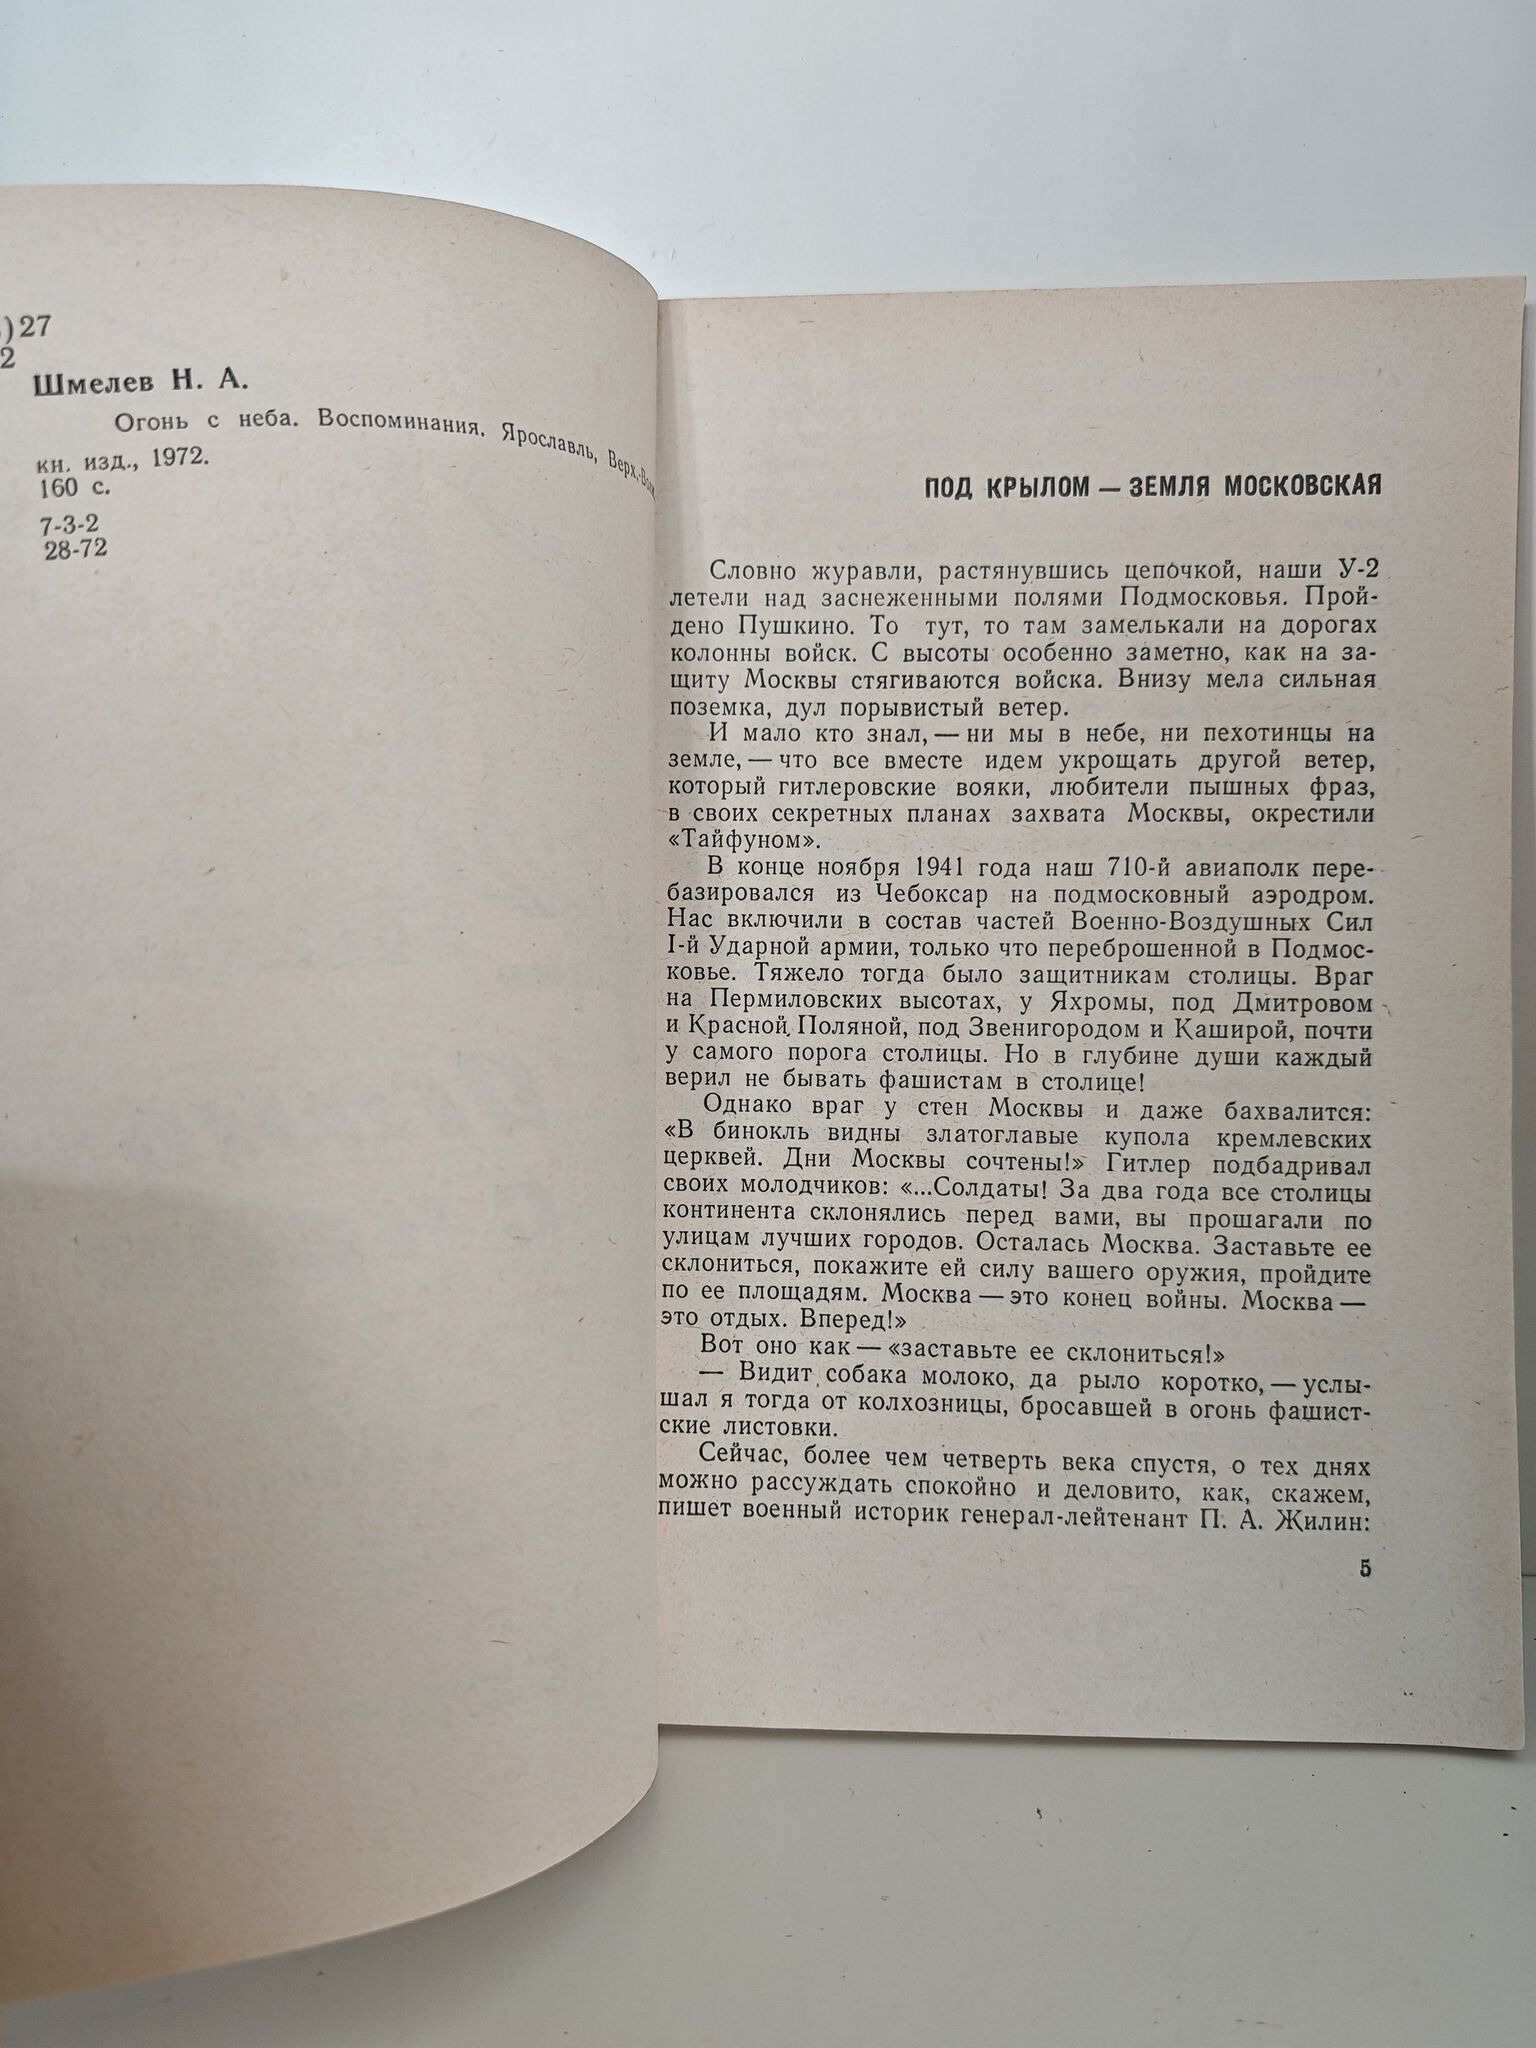 )27
2
Шмелев Н. А.
Огонь с неба. Воспоминания. Ярославль, Верх.-Волж.
кн. изд., 1972.
160 с.
7-3-2
28-72
ПОД КРЫЛОМ — ЗЕМЛЯ МОСКОВСКАЯ
Словно журавли, растянувшись цепочкой, наши У-2
летели над заснеженными полями Подмосковья. Прой-
дено Пушкино. То тут, то там замелькали на дорогах
колонны войск. С высоты особенно заметно, как на за-
щиту Москвы стягиваются войска. Внизу мела сильная
поземка, дул порывистый ветер.
И мало кто знал, — ни мы в небе, ни пехотинцы на
земле, — что все вместе идем укрощать другой ветер,
который гитлеровские вояки, любители пышных фраз,
в своих секретных планах захвата Москвы, окрестили
«Тайфуном».
В конце ноября 1941 года наш 710-й авиаполк пере-
базировался из Чебоксар на подмосковный аэродром.
Нас включили в состав частей Военно-Воздушных Сил
I-й Ударной армии, только что переброшенной в Подмос-
ковье. Тяжело тогда было защитникам столицы. Враг
на Пермиловских высотах, у Яхромы, под Дмитровом
и Красной Поляной, под Звенигородом и Каширой, почти
у самого порога столицы. Но в глубине души каждый
верил не бывать фашистам в столице!
Однако враг у стен Москвы и даже бахвалится:
«В бинокль видны златоглавые купола кремлевских
церквей. Дни Москвы сочтены!» Гитлер подбадривал
своих молодчиков: «...Солдаты! За два года все столицы
континента склонялись перед вами, вы прошагали по
улицам лучших городов. Осталась Москва. Заставьте ее
склониться, покажите ей силу вашего оружия, пройдите
по ее площадям. Москва — это конец войны. Москва —
это отдых. Вперед!»
Вот оно как — «заставьте ее склониться!»
— Видит собака молоко, да рыло коротко, — услы-
шал я тогда от колхозницы, бросавшей в огонь фашист-
ские листовки.
Сейчас, более чем четверть века спустя, о тех днях
можно рассуждать спокойно и деловито, как, скажем,
пишет военный историк генерал-лейтенант П. А. Жилин:
5